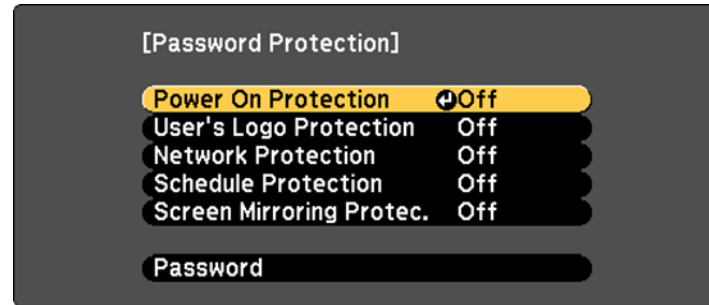 [Password Protection]
Power On Protection Off
User's Logo Protection Off
Network Protection Off
Schedule Protection Off
Screen Mirroring Protec. Off
Password